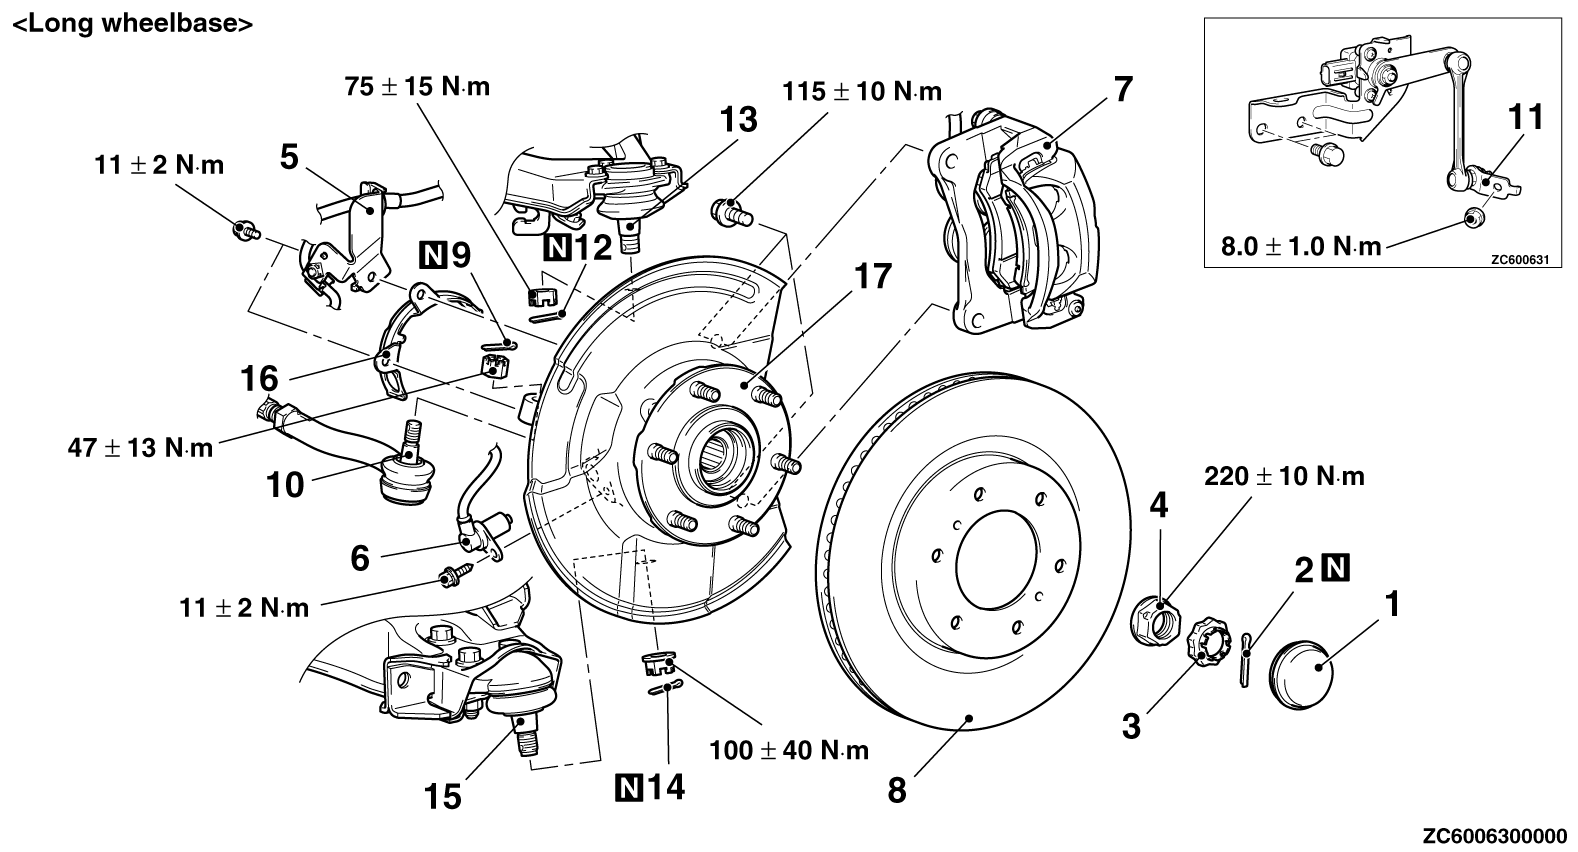 <Long wheelbase>
75 ± 15 N·m
115 ± 10 N·m
7
13
11 ± 2 N·m
5
11
N 9
N 12
8.0 ± 1.0 N·m
ZC600631
17
16
47 ± 13 N·m
10
220 ± 10 N·m
4
6
2 N
11 ± 2 N·m
1
3
100 ± 40 N·m
15
N 14
8
ZC6006300000